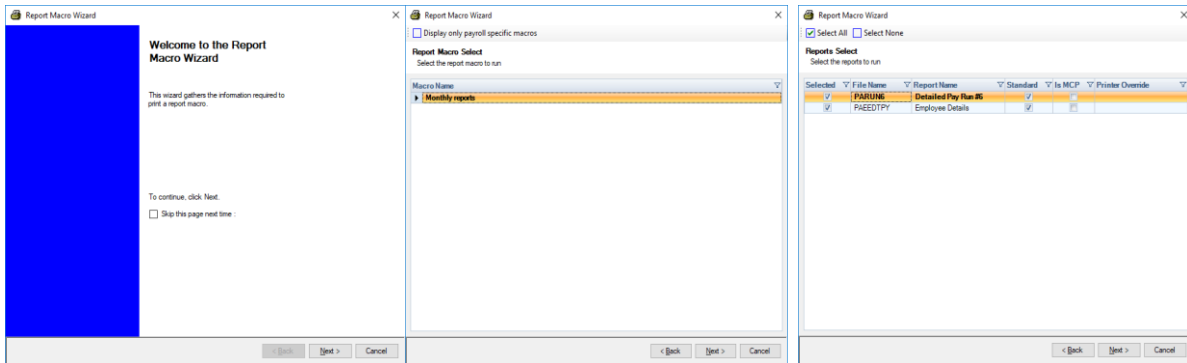 Report Macro Wizard
Welcome to the Report
Macro Wizard
This wizard gathers the information required to
print a report macro.
To continue, click Next.
Skip this page next time :
< Back Next > Cancel
Report Macro Wizard
Display only payroll specific macros
Report Macro Select
Select the report macro to run
Macro Name
Monthly reports
< Back Next > Cancel
Report Macro Wizard
Select All Select None
Reports Select
Select the reports to run
Selected File Name Report Name Standard Is MCP Printer Override
PARUN6 Detailed Pay Run #6
PAEEDTPY Employee Details
< Back Next > Cancel